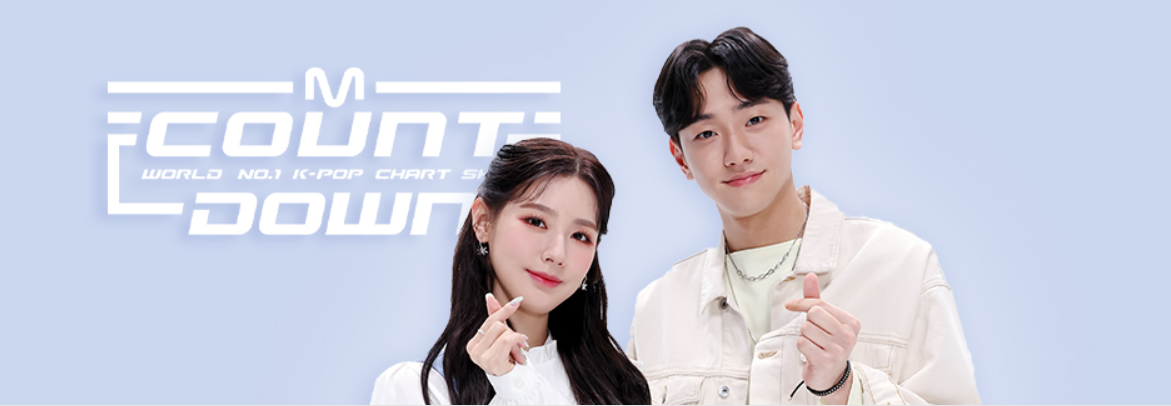 M
COUNT
WORLD NO.1 K-POP CHART
DOWN